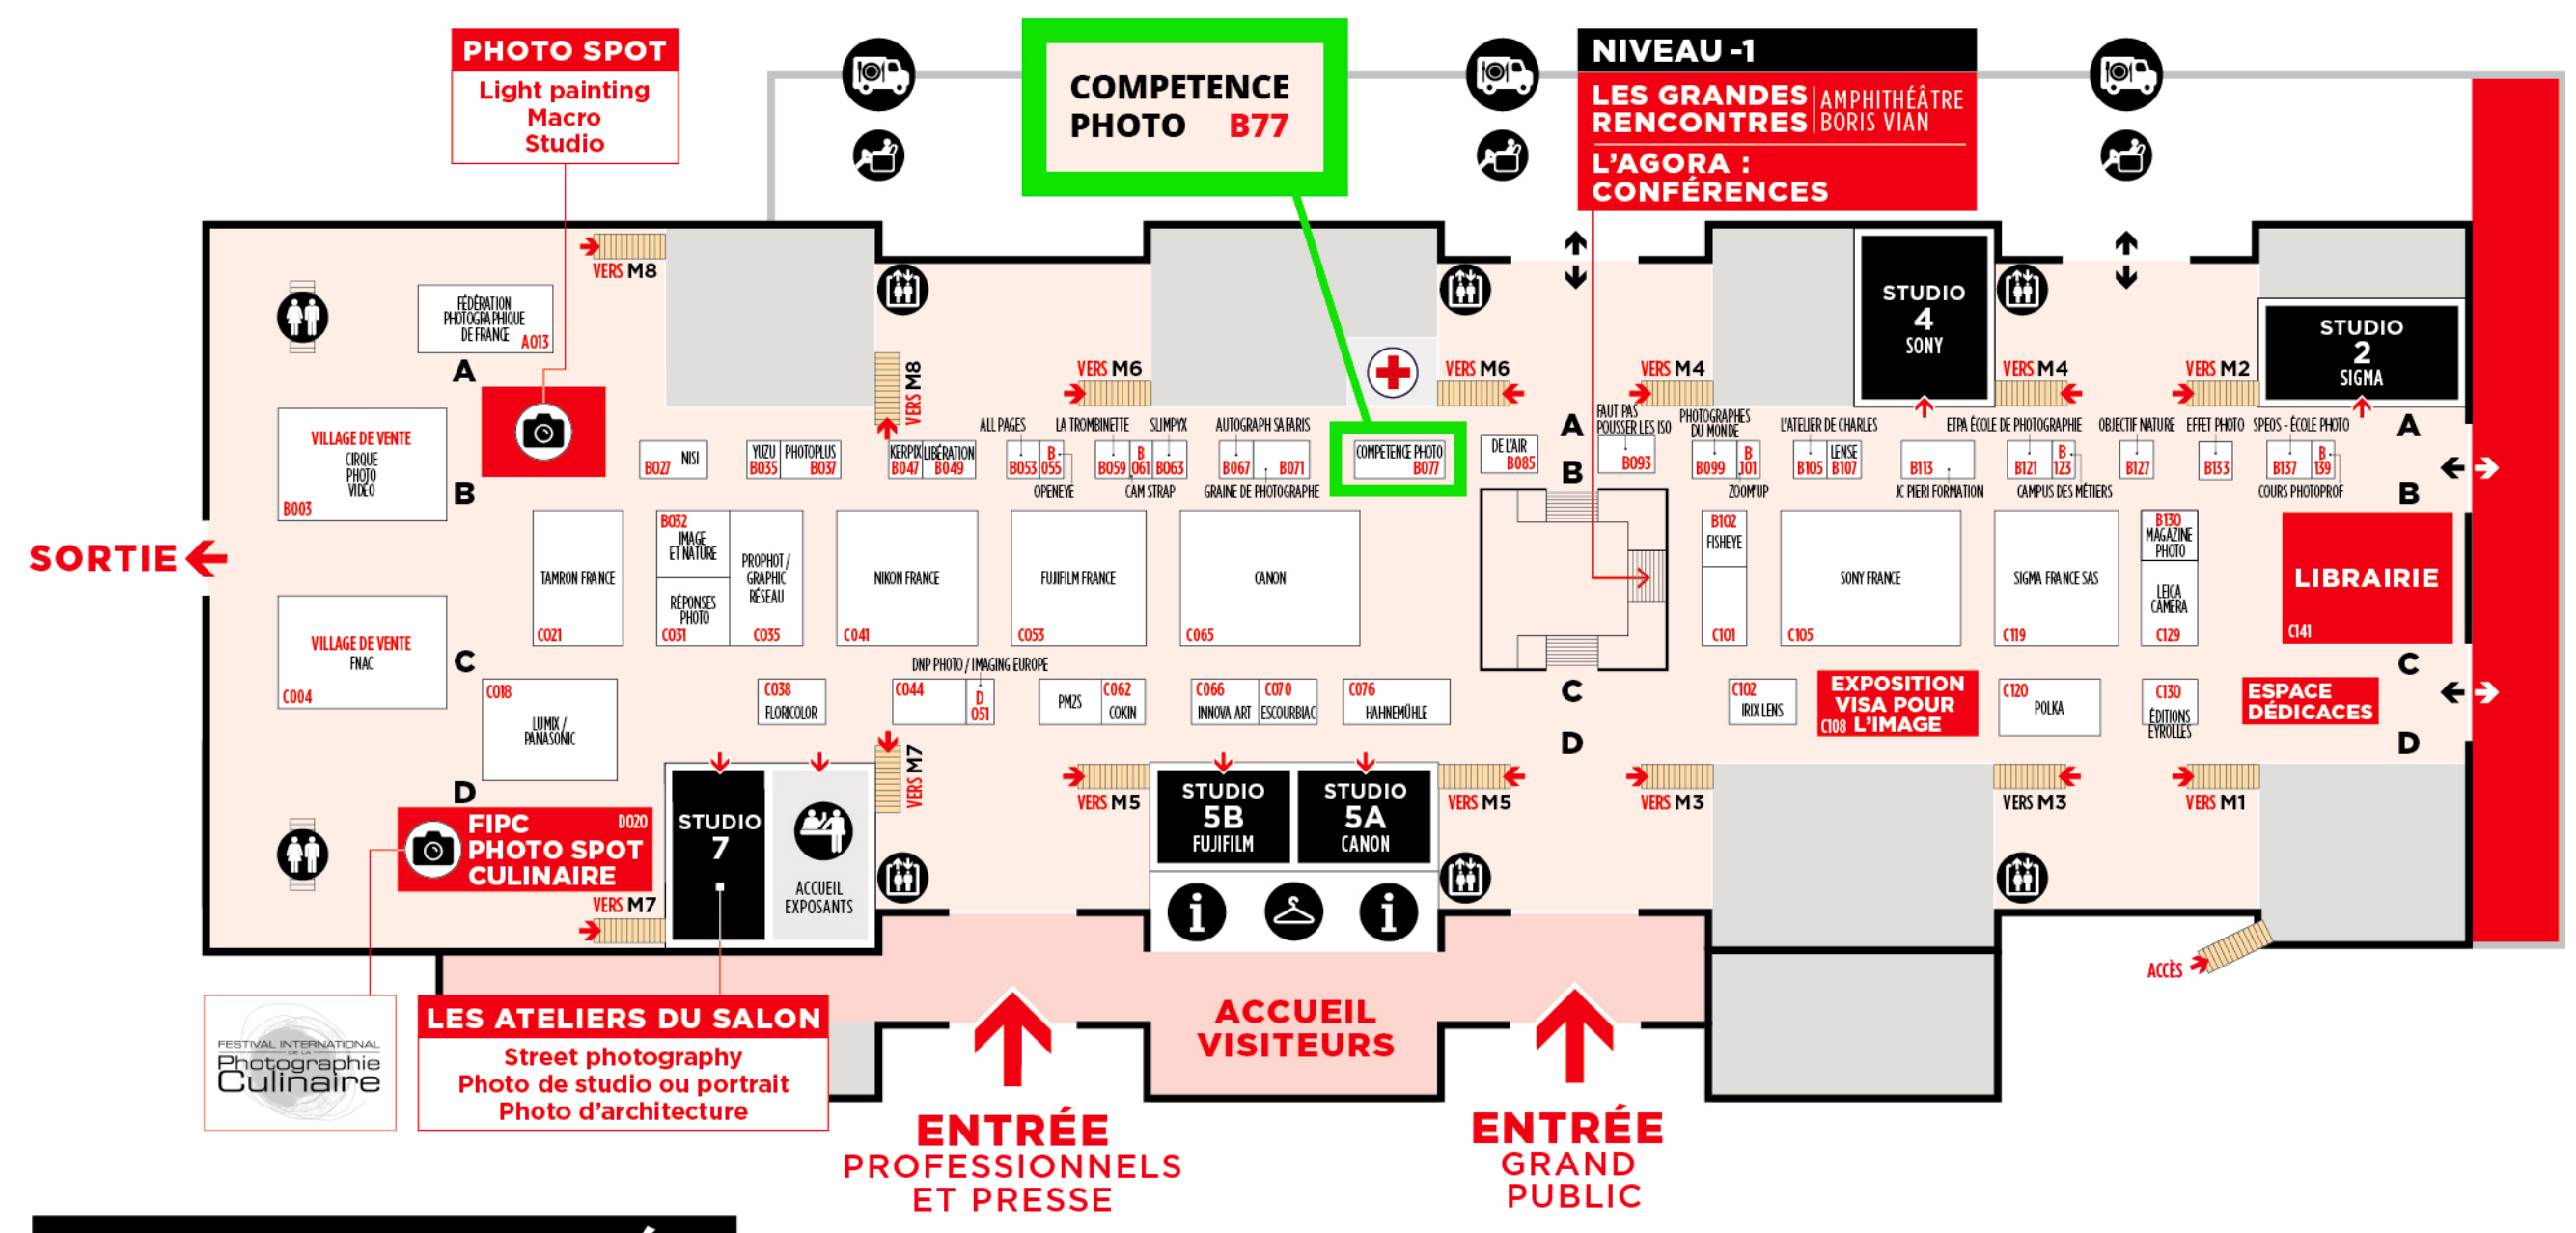 PHOTO SPOT
Light painting
Macro
Studio
COMPETENCE
PHOTO B77
NIVEAU -1
LES GRANDES
RENCONTRES
AMPHITHÉÂTRE
BORIS VIAN
L'AGORA :
CONFÉRENCES
VERS M8
FÉDÉRATION
PHOTOGRAPHIQUE
DE FRANCE
A013
STUDIO
4
SONY
STUDIO
2
SIGMA
VERS M8
VERS M6
VERS M6
VERS M4
VERS M4
VERS M2
A
A
A
VILLAGE DE VENTE
CIRQUE
PHOTO
VIDÉO
B003
B
B
B
NISI
B027
YUZU
B035
PHOTOPLUS
B037
KERPIX
B047
LIBÉRATION
B049
ALL PAGES
B053
B
055
OPENEYE
LA TROMBINETTE
B059
B
061
CAM STRAP
SLIMPYX
B063
AUTOGRAPH SAFARIS
B067
B071
GRAINE DE PHOTOGRAPHE
COMPETENCE PHOTO
B077
DE L'AIR
B085
FAUT PAS
POUSSER LES ISO
B093
PHOTOGRAPHES
DU MONDE
B099
B
101
ZOOM'UP
L'ATELIER DE CHARLES
B105
LENSE
B107
B113
JC PIERI FORMATION
ETPA ÉCOLE DE PHOTOGRAPHIE
B121
B
123
CAMPUS DES MÉTIERS
OBJECTIF NATURE
B127
EFFET PHOTO
B133
SPEOS - ÉCOLE PHOTO
B137
B
139
COURS PHOTOPROF
SORTIE
TAMRON FRANCE
C021
B032
IMAGE
ET NATURE
RÉPONSES
PHOTO
C031
PROPHOT /
GRAPHIC
RÉSEAU
C035
NIKON FRANCE
C041
FUJIFILM FRANCE
C053
CANON
C065
B102
FISHEYE
C101
SONY FRANCE
C105
SIGMA FRANCE SAS
C119
B130
MAGAZINE
PHOTO
LEICA
CAMERA
C129
LIBRAIRIE
C141
VILLAGE DE VENTE
FNAC
C004
C
C
C
C018
LUMIX /
PANASONIC
C038
FLORICOLOR
DNP PHOTO / IMAGING EUROPE
C044
D
051
PM2S
C062
COKIN
C066
INNOVA ART
C070
ESCOURBIAC
C076
HAHNEMÜHLE
C102
IRIX LENS
EXPOSITION
VISA POUR
C108 L'IMAGE
C120
POLKA
C130
ÉDITIONS
EYROLLES
ESPACE
DÉDICACES
D
D
D
FIPC
D020
PHOTO SPOT
CULINAIRE
VERS M7
STUDIO
7
ACCUEIL
EXPOSANTS
VERS M7
VERS M5
STUDIO
5B
FUJIFILM
STUDIO
5A
CANON
VERS M5
VERS M3
VERS M3
VERS M1
ACCÈS
FESTIVAL INTERNATIONAL
DE LA
Photographie
Culinaire
LES ATELIERS DU SALON
Street photography
Photo de studio ou portrait
Photo d'architecture
ACCUEIL
VISITEURS
ENTRÉE
PROFESSIONNELS
ET PRESSE
ENTRÉE
GRAND
PUBLIC